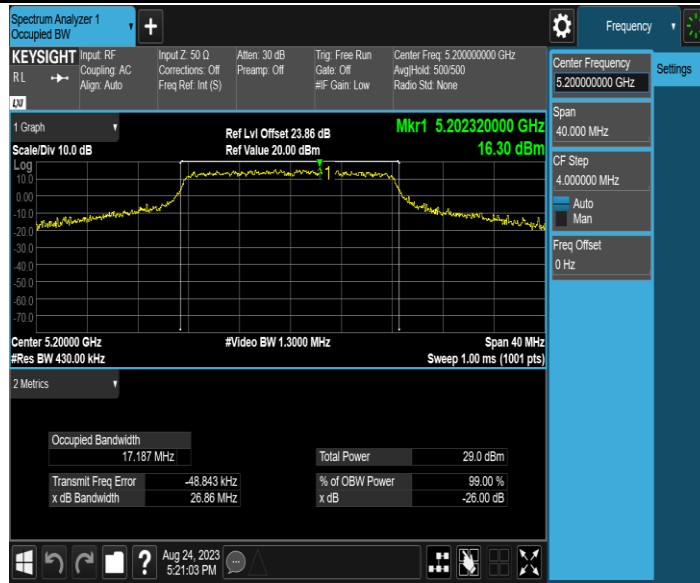 Spectrum Analyzer 1
Occupied BW
Frequency
KEYSIGHT
Input: RF
Coupling: AC
Align: Auto
Input Z: 50 Ω
Corrections: Off
Freq Ref: Int (S)
Atten: 30 dB
Preamp: Off
Trig: Free Run
Gate: Off
#IF Gain: Low
Center Freq: 5.200000000 GHz
Avg|Hold: 500/500
Radio Std: None
R L
LXI
1 Graph
Scale/Div 10.0 dB
Ref Lvl Offset 23.86 dB
Ref Value 20.00 dBm
Mkr1 5.202320000 GHz
16.30 dBm
Log
10.0
0.00
-10.0
-20.0
-30.0
-40.0
-50.0
-60.0
-70.0
1
Center 5.20000 GHz
#Res BW 430.00 kHz
#Video BW 1.3000 MHz
Span 40 MHz
Sweep 1.00 ms (1001 pts)
2 Metrics
Occupied Bandwidth
17.187 MHz
Transmit Freq Error -48.843 kHz
x dB Bandwidth 26.86 MHz
Total Power 29.0 dBm
% of OBW Power 99.00 %
x dB -26.00 dB
?
Aug 24, 2023
5:21:03 PM
Center Frequency
5.200000000 GHz
Settings
Span
40.000 MHz
CF Step
4.000000 MHz
Auto
Man
Freq Offset
0 Hz